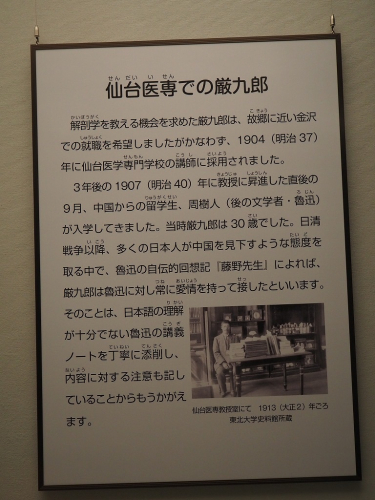 仙台医専での厳九郎
解剖学を教える機会を求めた厳九郎は、故郷に近い金沢
での就職を希望しましたがかなわず、1904（明治37）
年に仙台医学専門学校の講師に採用されました。
３年後の1907（明治40）年に教授に昇進した直後の
９月、中国からの留学生、周樹人（後の文学者・魯迅）
が入学してきました。当時厳九郎は30歳でした。日清
戦争以降、多くの日本人が中国を見下すような態度を
取る中で、魯迅の自伝的回想記『藤野先生』によれば、
厳九郎は魯迅に対し常に愛情を持って接したといいます。
そのことは、日本語の理解
が十分でない魯迅の講義
ノートを丁寧に添削し、
内容に対する注意も記し
ていることからもうかがえ
ます。
仙台医専教授室にて　1913（大正２）年ごろ
東北大学史料館所蔵